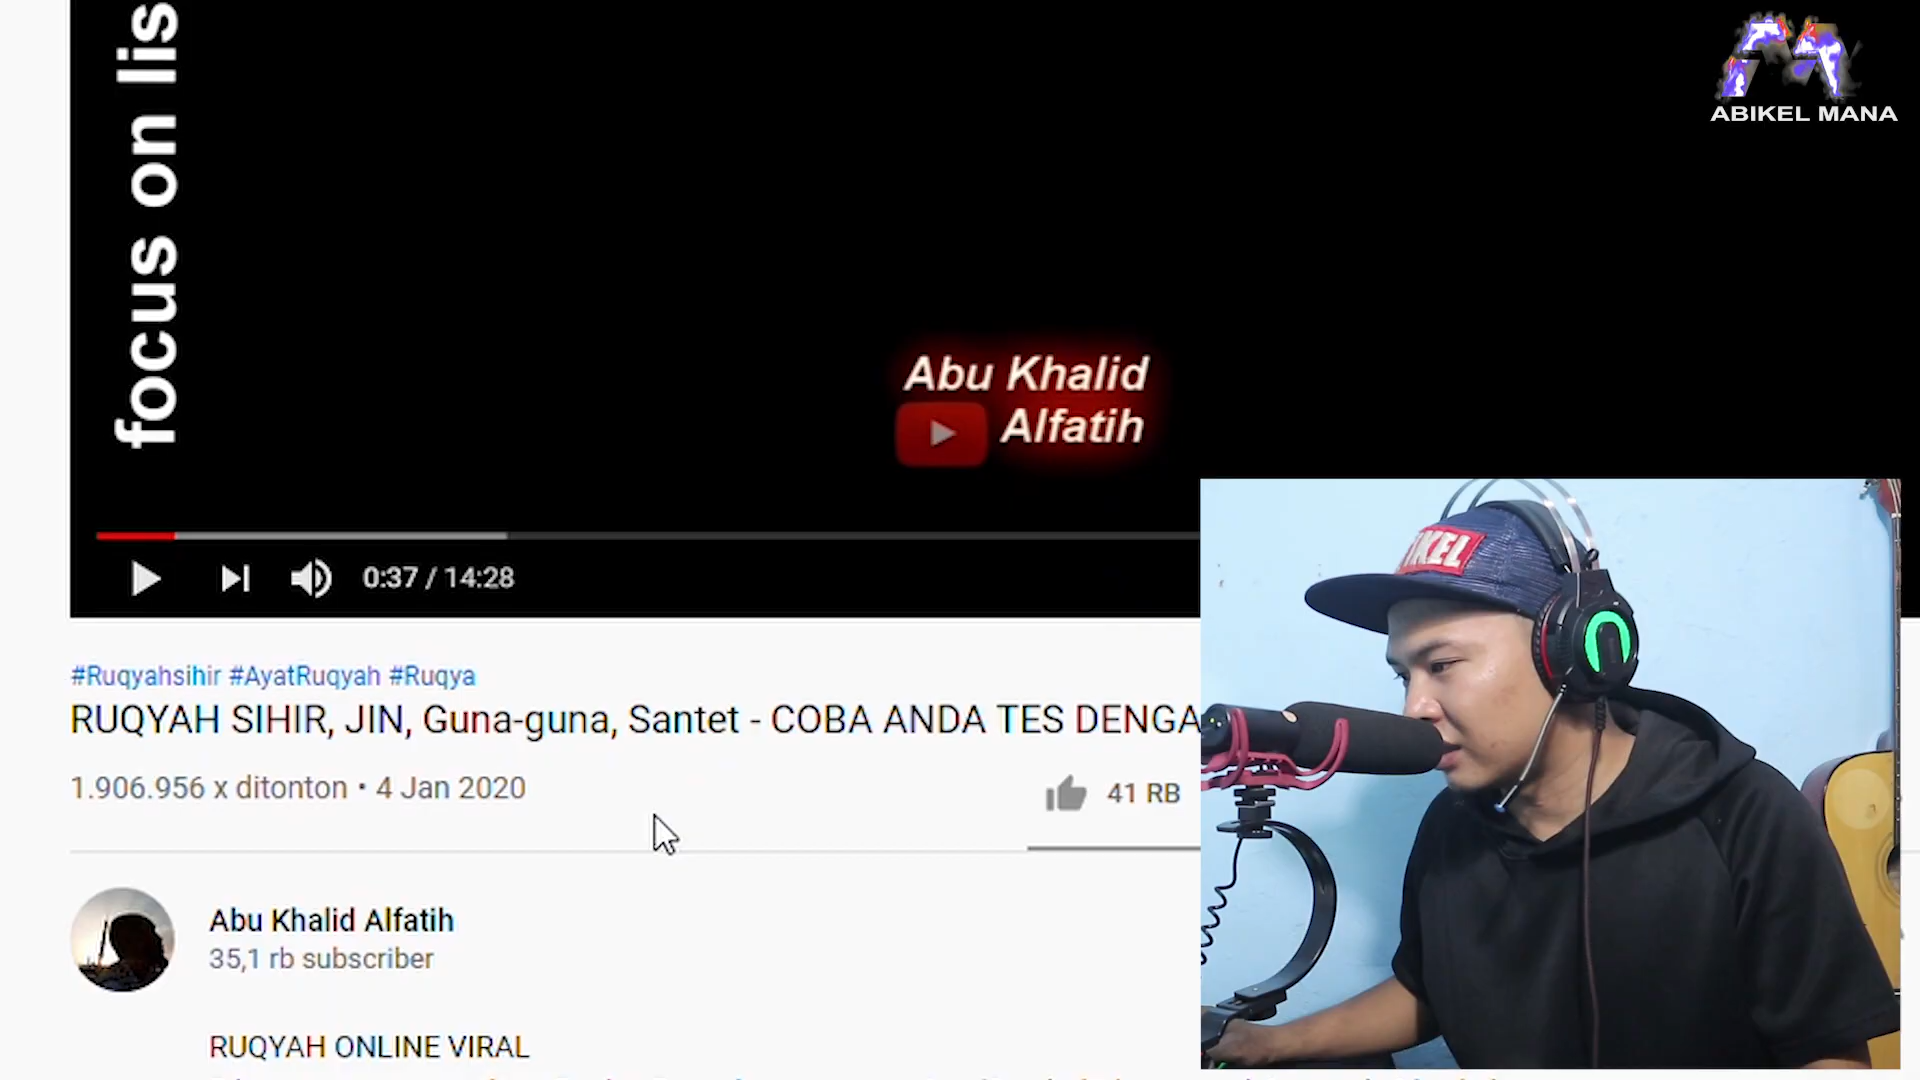 focus on lis
ABIKEL MANA
Abu Khalid
Alfatih
0:37 / 14:28
#Ruqyahsihir #AyatRuqyah #Ruqya
RUQYAH SIHIR, JIN, Guna-guna, Santet - COBA ANDA TES DENGA
1.906.956 x ditonton • 4 Jan 2020
41 RB
Abu Khalid Alfatih
35,1 rb subscriber
RUQYAH ONLINE VIRAL